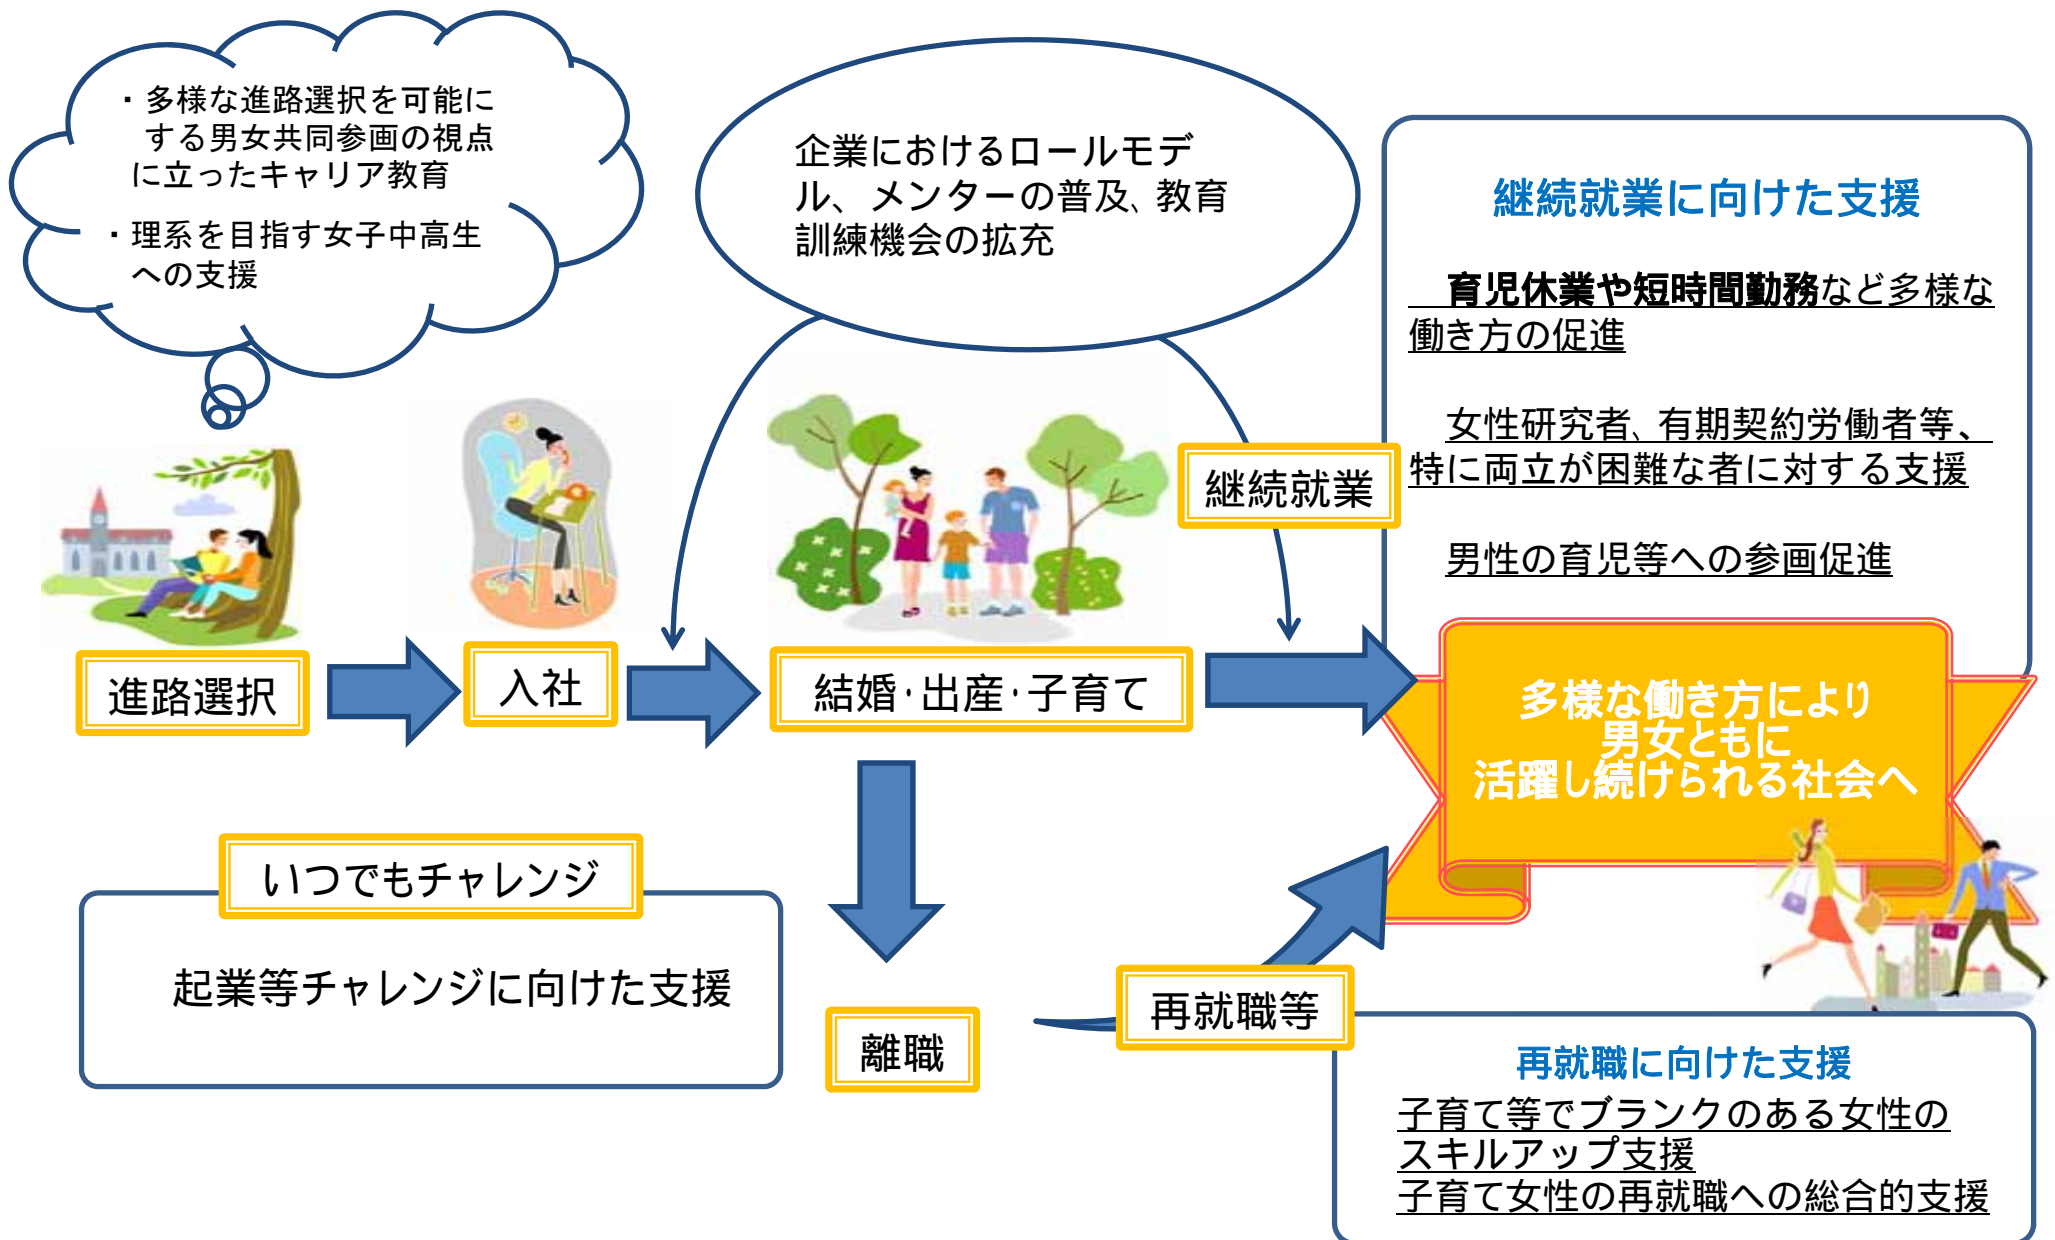 ・多様な進路選択を可能に
する男女共同参画の視点
に立ったキャリア教育
・理系を目指す女子中高生
への支援
企業におけるロールモデ
ル、メンターの普及、教育
訓練機会の拡充
継続就業に向けた支援
育児休業や短時間勤務など多様な
働き方の促進
女性研究者、有期契約労働者等、
特に両立が困難な者に対する支援
男性の育児等への参画促進
継続就業
進路選択
入社
結婚・出産・子育て
多様な働き方により
男女ともに
活躍し続けられる社会へ
いつでもチャレンジ
起業等チャレンジに向けた支援
離職
再就職等
再就職に向けた支援
子育て等でブランクのある女性の
スキルアップ支援
子育て女性の再就職への総合的支援